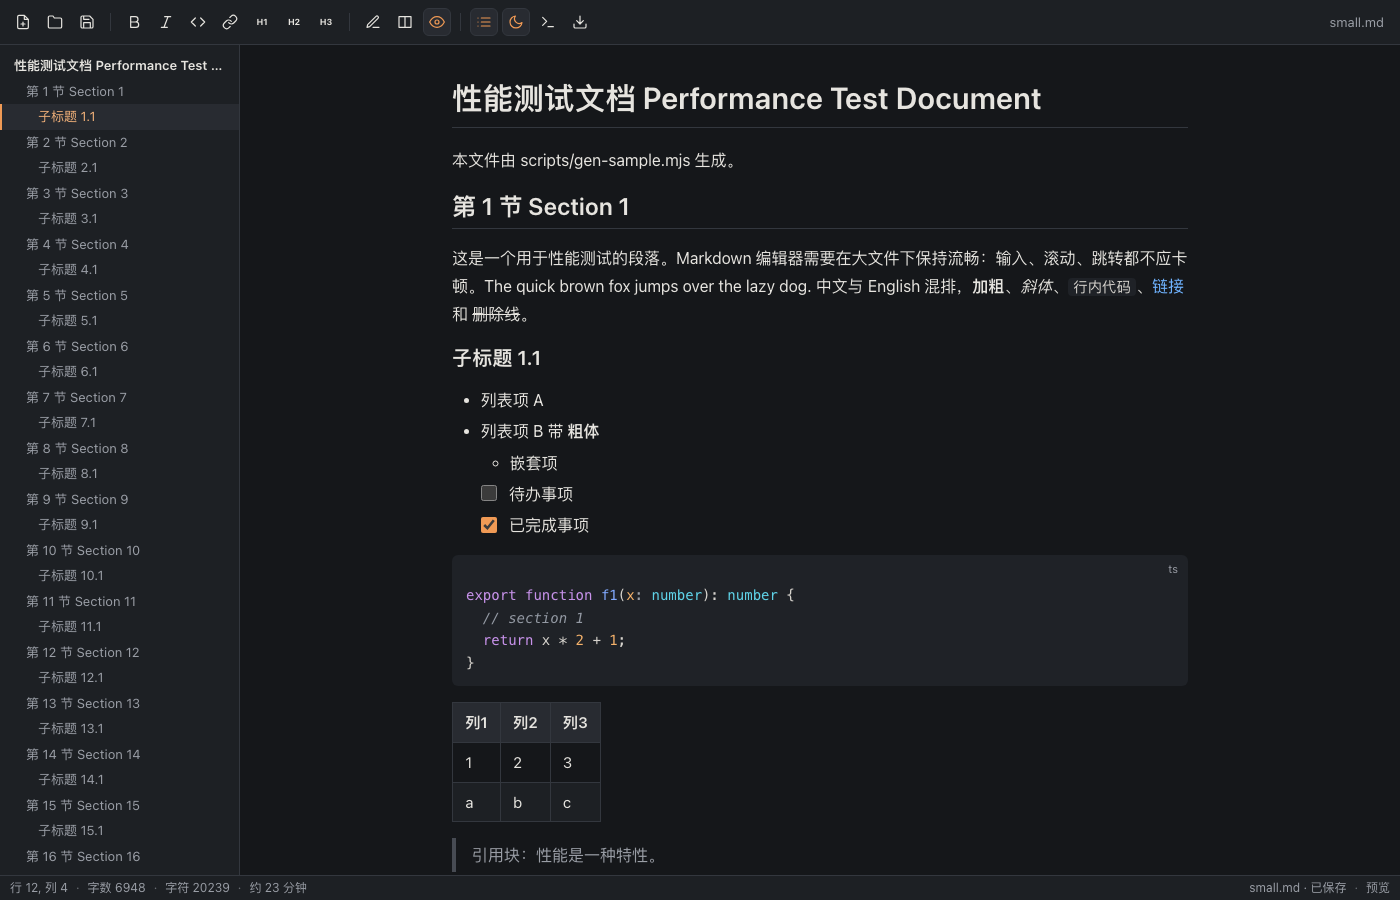 B I H1 H2 H3 small.md
性能测试文档 Performance Test ...
第 1 节 Section 1
子标题 1.1
第 2 节 Section 2
子标题 2.1
第 3 节 Section 3
子标题 3.1
第 4 节 Section 4
子标题 4.1
第 5 节 Section 5
子标题 5.1
第 6 节 Section 6
子标题 6.1
第 7 节 Section 7
子标题 7.1
第 8 节 Section 8
子标题 8.1
第 9 节 Section 9
子标题 9.1
第 10 节 Section 10
子标题 10.1
第 11 节 Section 11
子标题 11.1
第 12 节 Section 12
子标题 12.1
第 13 节 Section 13
子标题 13.1
第 14 节 Section 14
子标题 14.1
第 15 节 Section 15
子标题 15.1
第 16 节 Section 16
性能测试文档 Performance Test Document
本文件由 scripts/gen-sample.mjs 生成。
第 1 节 Section 1
这是一个用于性能测试的段落。Markdown 编辑器需要在大文件下保持流畄：输入、滚动、跳转都不应卡
顿。The quick brown fox jumps over the lazy dog. 中文与 English 混排，加粗、斜体、行内代码、链接
和 删除线。
子标题 1.1
列表项 A
列表项 B 带 粗体
嵌套项
待办事项
已完成事项
ts
export function f1(x: number): number {
// section 1
return x * 2 + 1;
}
列1 列2 列3
1 2 3
a b c
引用块：性能是一种特性。
行 12, 列 4 · 字数 6948 · 字符 20239 · 约 23 分钟 small.md · 已保存 · 预览